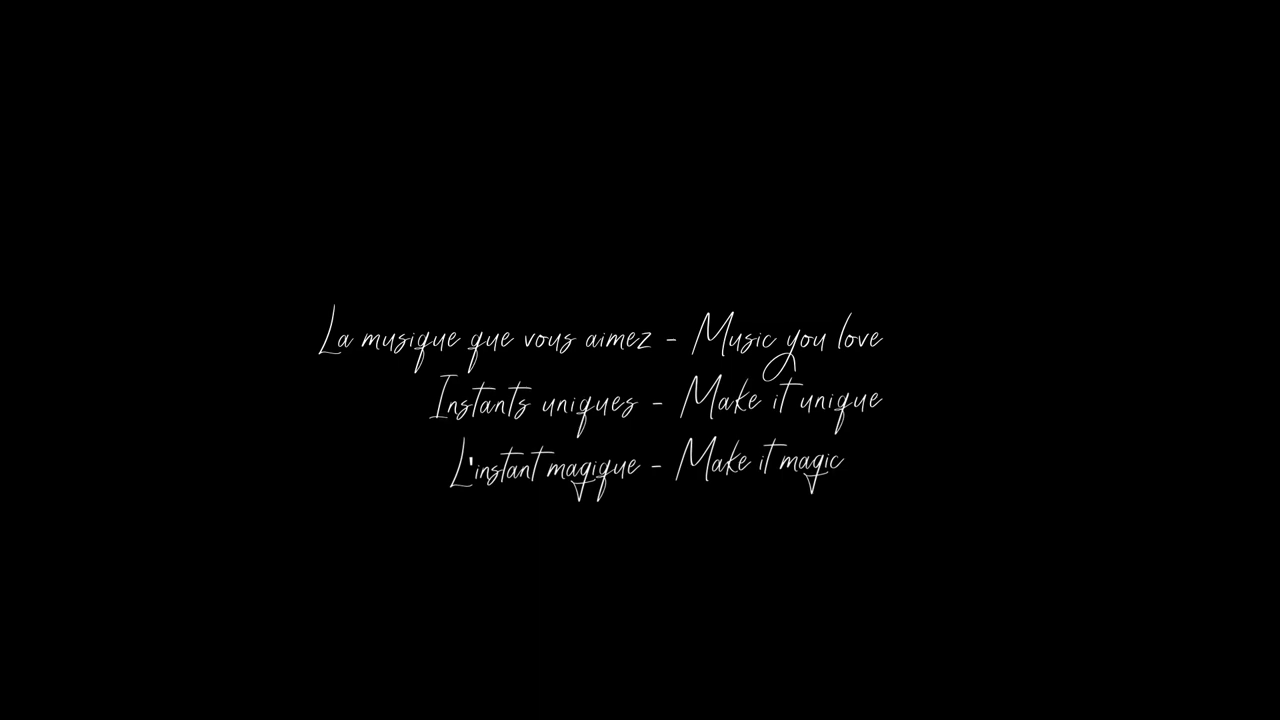 La musique que vous aimez - Music you love
Instants uniques - Make it unique
L'instant magique - Make it magic